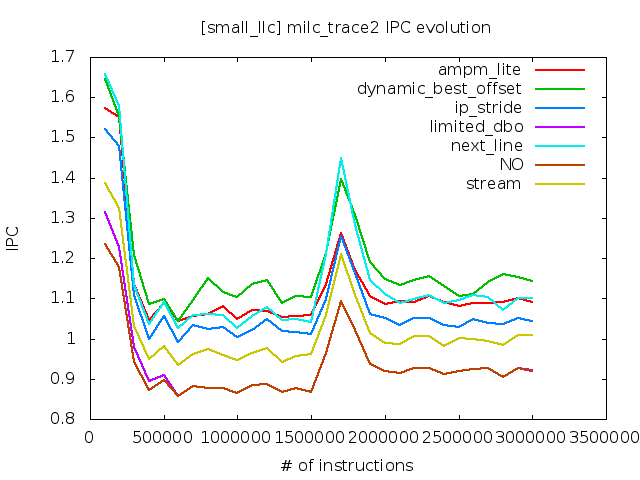 [small_llc] milc_trace2 IPC evolution
1.7
1.6
1.5
1.4
1.3
1.2
1.1
1
0.9
0.8
IPC
ampm_lite
dynamic_best_offset
ip_stride
limited_dbo
next_line
NO
stream
0 500000 1000000 1500000 2000000 2500000 3000000 3500000
# of instructions